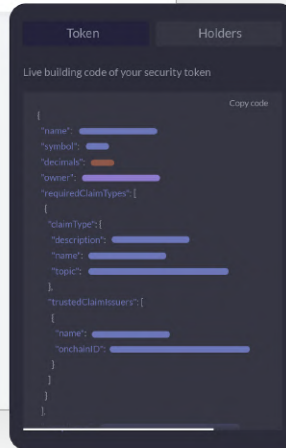 Token
Holders
Live building code of your security token
Copy code
{
"name":
"symbol":
"decimals":
"owner":
"requiredClaimTypes": [
{
"claimType": {
"description":
"name":
"topic":
},
"trustedClaimIssuers": [
{
"name":
"onchainID":
}
]
}
],